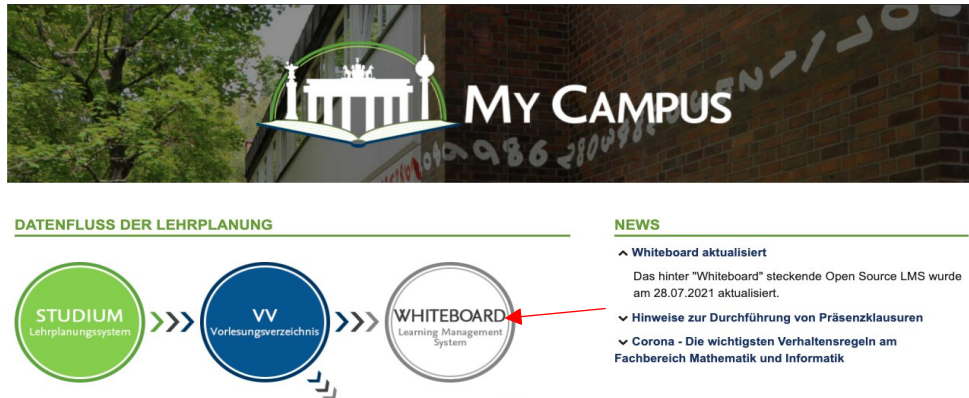 MY CAMPUS
DATENFLUSS DER LEHRPLANUNG
STUDIUM
Lehrplanungssystem
VV
Vorlesungsverzeichnis
WHITEBOARD
Learning Management
System
NEWS
Whiteboard aktualisiert
Das hinter "Whiteboard" steckende Open Source LMS wurde
am 28.07.2021 aktualisiert.
Hinweise zur Durchführung von Präsenzklausuren
Corona - Die wichtigsten Verhaltensregeln am
Fachbereich Mathematik und Informatik